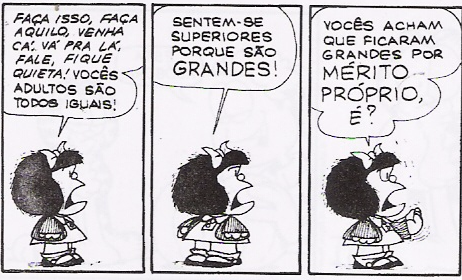 FAÇA ISSO, FAÇA
AQUILO, VENHA
CÁ, VÁ PRA LÁ,
FALE, FIQUE
QUIETA! VOCÊS
ADULTOS SÃO
TODOS IGUAIS!
SENTEM-SE
SUPERIORES
PORQUE SÃO
GRANDES!
VOCÊS ACHAM
QUE FICARAM
GRANDES POR
MÉRITO
PRÓPRIO,
É?